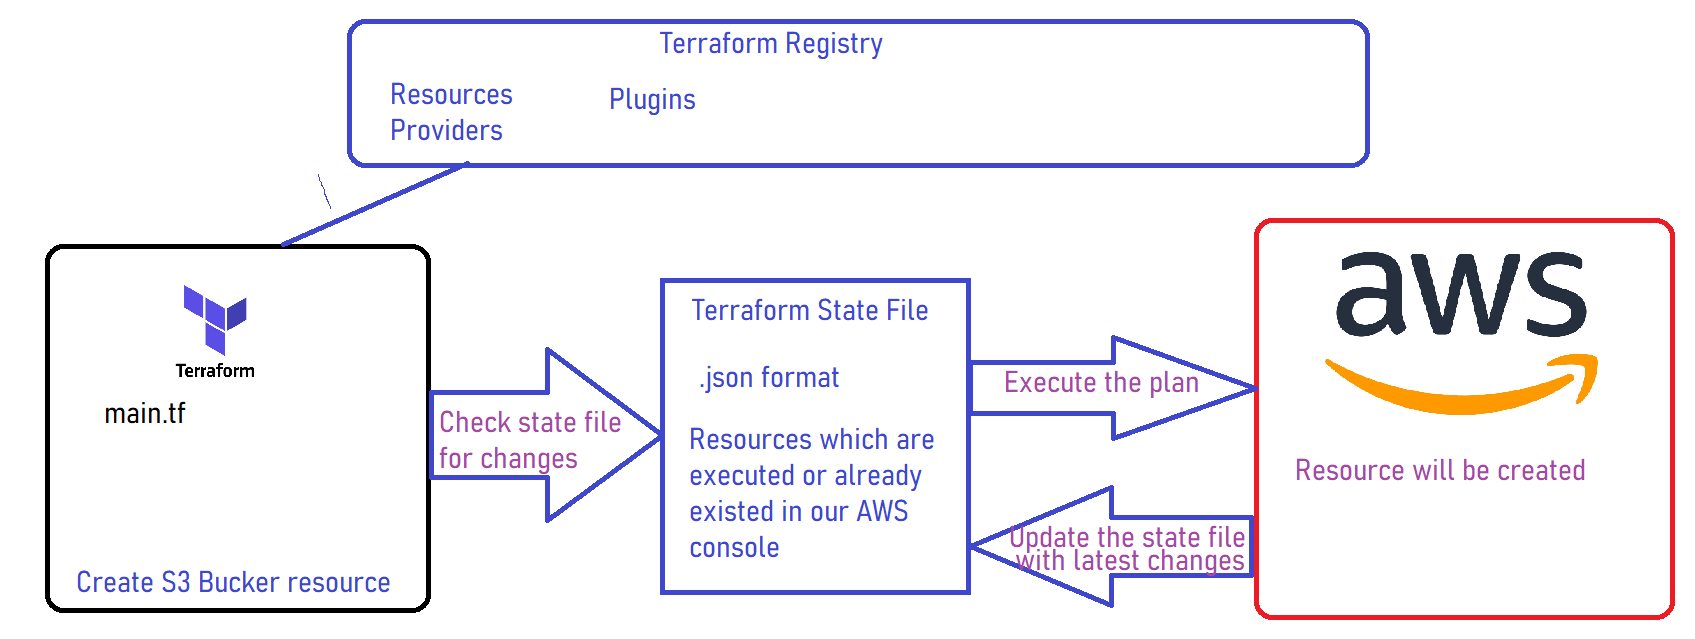 Terraform Registry
Resources
Providers
Plugins
Terraform
main.tf
Create S3 Bucker resource
Check state file
for changes
Terraform State File
.json format
Resources which are
executed or already
existed in our AWS
console
Execute the plan
Update the state file
with latest changes
aws
Resource will be created